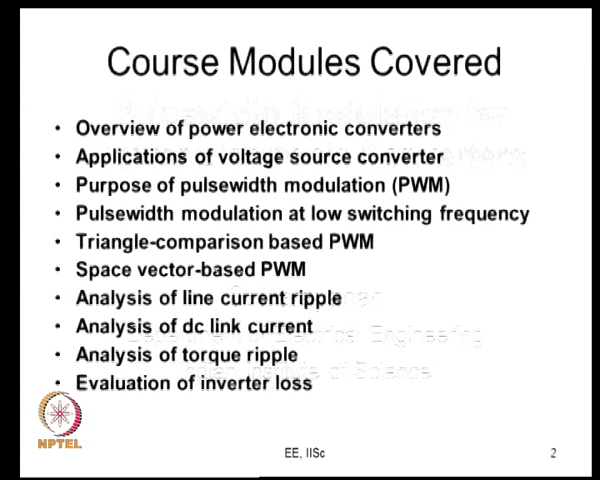 Course Modules Covered
• Overview of power electronic converters
• Applications of voltage source converter
• Purpose of pulsewidth modulation (PWM)
• Pulsewidth modulation at low switching frequency
• Triangle-comparison based PWM
• Space vector-based PWM
• Analysis of line current ripple
• Analysis of dc link current
• Analysis of torque ripple
• Evaluation of inverter loss
NPTEL
EE, IISc
2